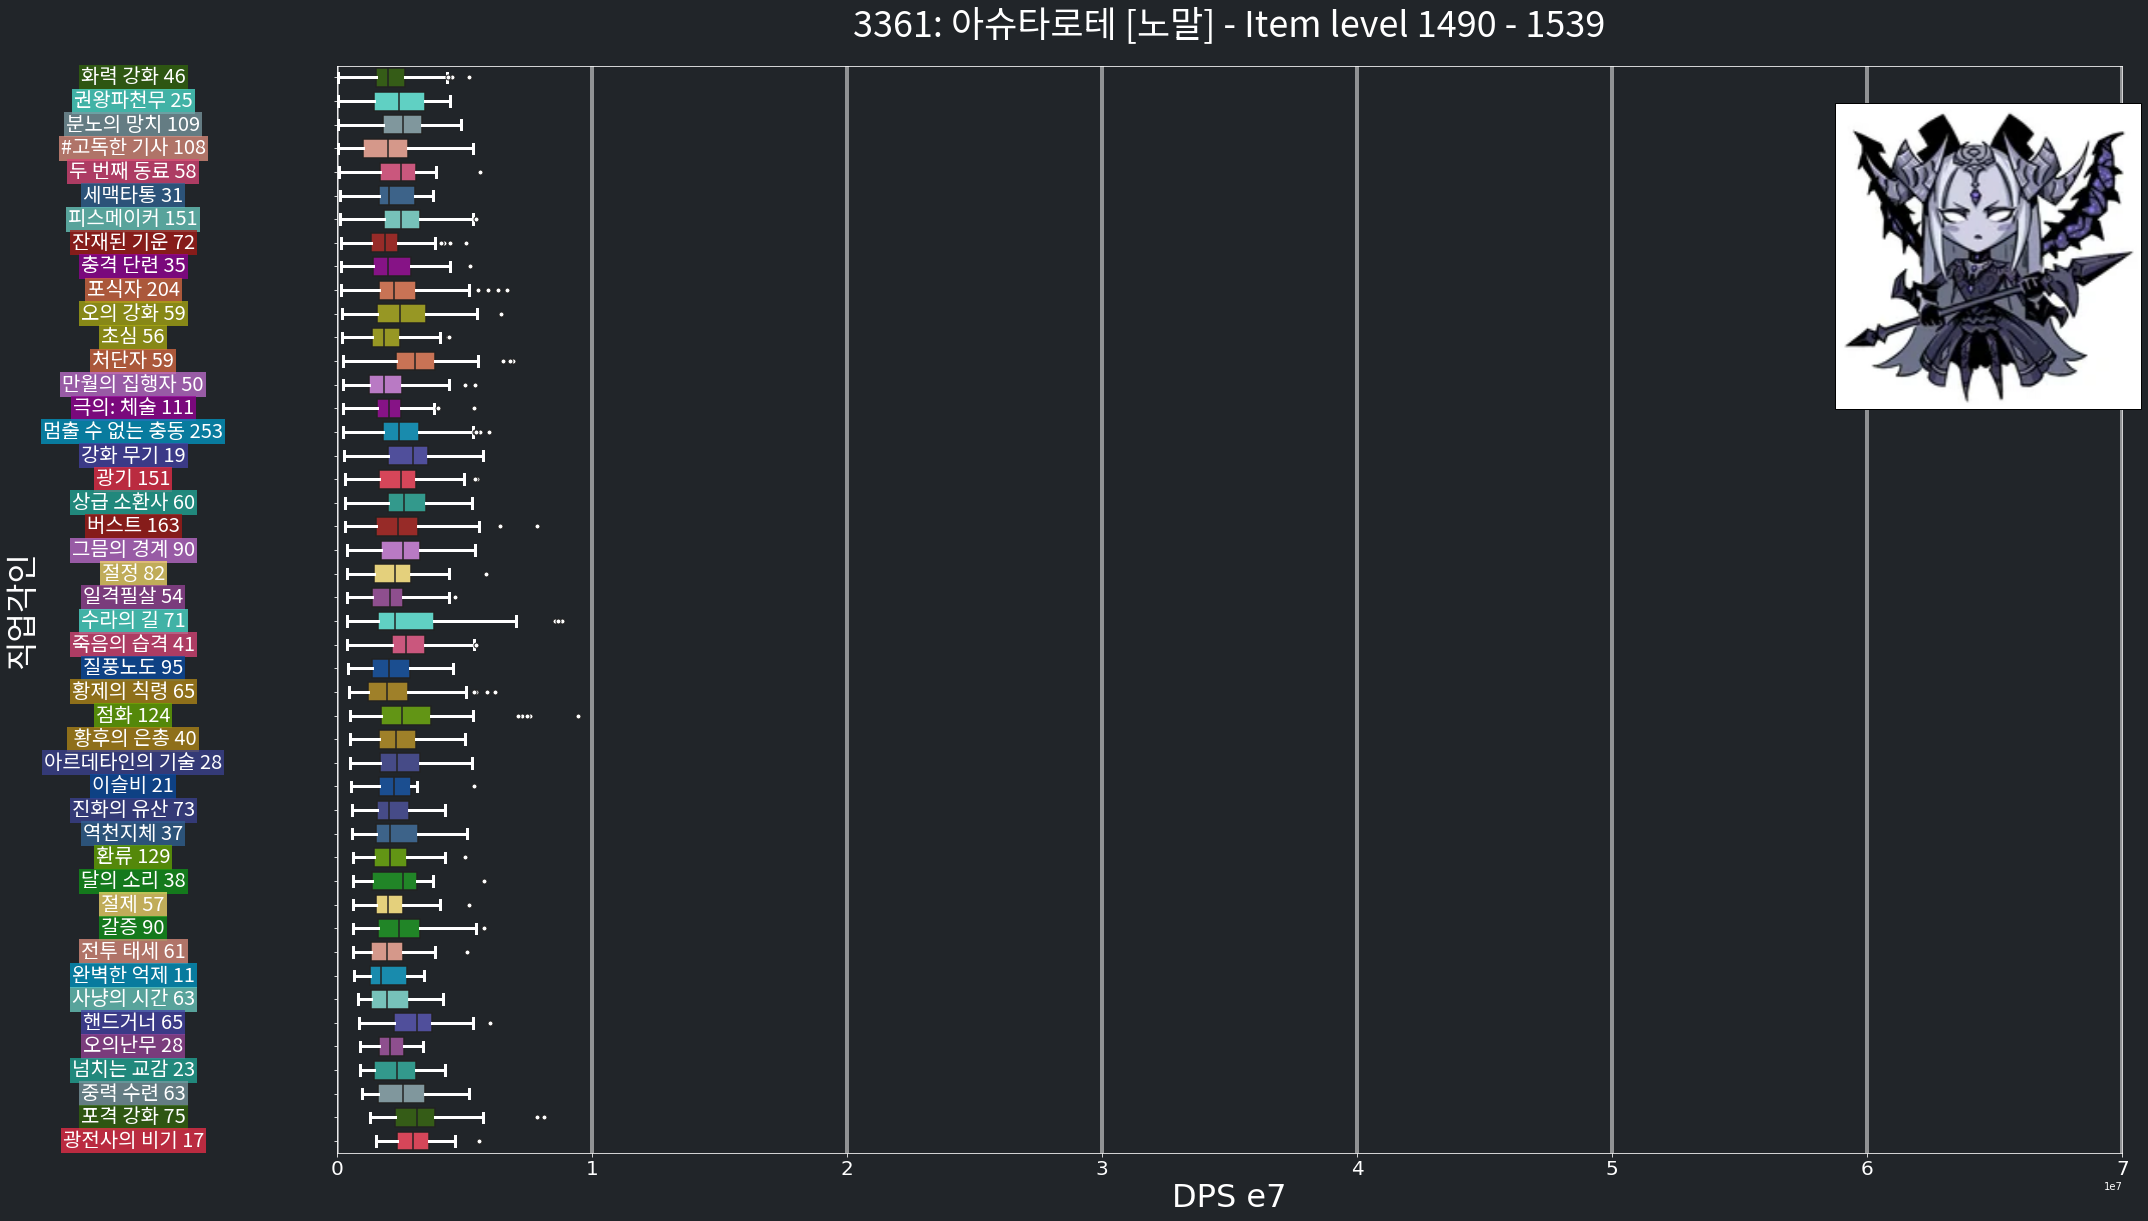 3361: 아슈타로테 [노말] - Item level 1490 - 1539
직업각인
화력 강화 46
권왕파천무 25
분노의 망치 109
#고독한 기사 108
두 번째 동료 58
세맥타통 31
피스메이커 151
잔재된 기운 72
충격 단련 35
포식자 204
오의 강화 59
초심 56
처단자 59
만월의 집행자 50
극의: 체술 111
멈출 수 없는 충동 253
강화 무기 19
광기 151
상급 소환사 60
버스트 163
그믐의 경계 90
절정 82
일격필살 54
수라의 길 71
죽음의 습격 41
질풍노도 95
황제의 칙령 65
점화 124
황후의 은총 40
아르데타인의 기술 28
이슬비 21
진화의 유산 73
역천지체 37
환류 129
달의 소리 38
절제 57
갈증 90
전투 태세 61
완벽한 억제 11
사냥의 시간 63
핸드거너 65
오의난무 28
넘치는 교감 23
중력 수련 63
포격 강화 75
광전사의 비기 17
0 1 2 3 4 5 6 7
1e7
DPS e7